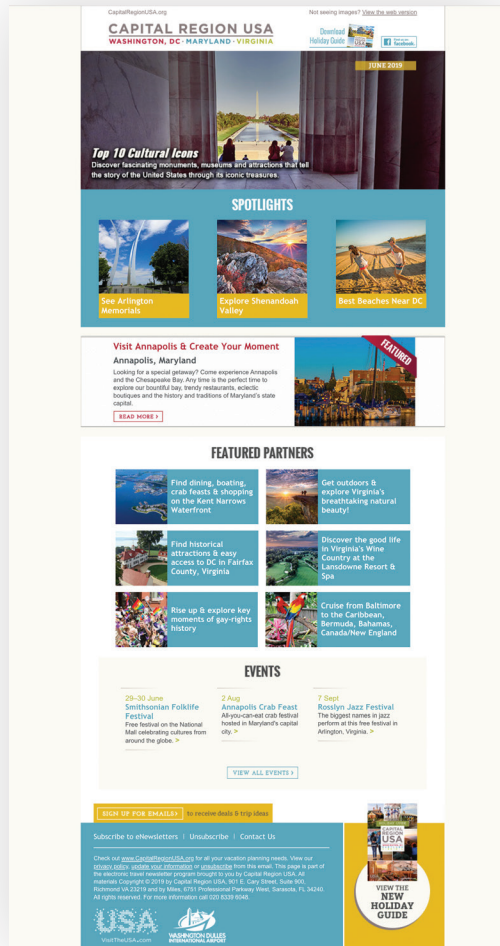 CapitalRegionUSA.org
Not seeing images? View the web version
CAPITAL REGION USA
WASHINGTON, DC · MARYLAND · VIRGINIA
Download
Holiday Guide
facebook.
JUNE 2019
Top 10 Cultural Icons
Discover fascinating monuments, museums and attractions that tell
the story of the United States through its iconic treasures.
SPOTLIGHTS
See Arlington
Memorials
Explore Shenandoah
Valley
Best Beaches Near DC
Visit Annapolis & Create Your Moment
Annapolis, Maryland
Looking for a special getaway? Come experience Annapolis
and the Chesapeake Bay. Any time is the perfect time to
explore our bountiful bay, trendy restaurants, eclectic
boutiques and the history and traditions of Maryland's state
capital.
READ MORE >
FEATURED
FEATURED PARTNERS
Find dining, boating,
crab feasts & shopping
on the Kent Narrows
Waterfront
Get outdoors &
explore Virginia's
breathtaking natural
beauty!
Find historical
attractions & easy
access to DC in Fairfax
County, Virginia
Discover the good life
in Virginia's Wine
Country at the
Lansdowne Resort &
Spa
Rise up & explore key
moments of gay-rights
history
Cruise from Baltimore
to the Caribbean,
Bermuda, Bahamas,
Canada/New England
EVENTS
29–30 June
Smithsonian Folklife
Festival
Free festival on the National
Mall celebrating cultures from
around the globe. >
2 Aug
Annapolis Crab Feast
All-you-can-eat crab festival
hosted in Maryland's capital
city. >
7 Sept
Rosslyn Jazz Festival
The biggest names in jazz
perform at this free festival in
Arlington, Virginia. >
VIEW ALL EVENTS >
SIGN UP FOR EMAILS> to receive deals & trip ideas
Subscribe to eNewsletters | Unsubscribe | Contact Us
Check out www.CapitalRegionUSA.org for all your vacation planning needs. View our
privacy policy, update your information or unsubscribe from this email. This page is part of
the electronic travel newsletter program brought to you by Capital Region USA. All
materials Copyright © 2019 by Capital Region USA, 901 E. Cary Street, Suite 900,
Richmond VA 23219 and by Miles, 6751 Professional Parkway West, Sarasota, FL 34240.
All rights reserved. For more information call 020 8339 6048.
USA
VisitTheUSA.com
WASHINGTON DULLES
INTERNATIONAL AIRPORT
CAPITAL
REGION
USA
VIEW THE
NEW
HOLIDAY
GUIDE